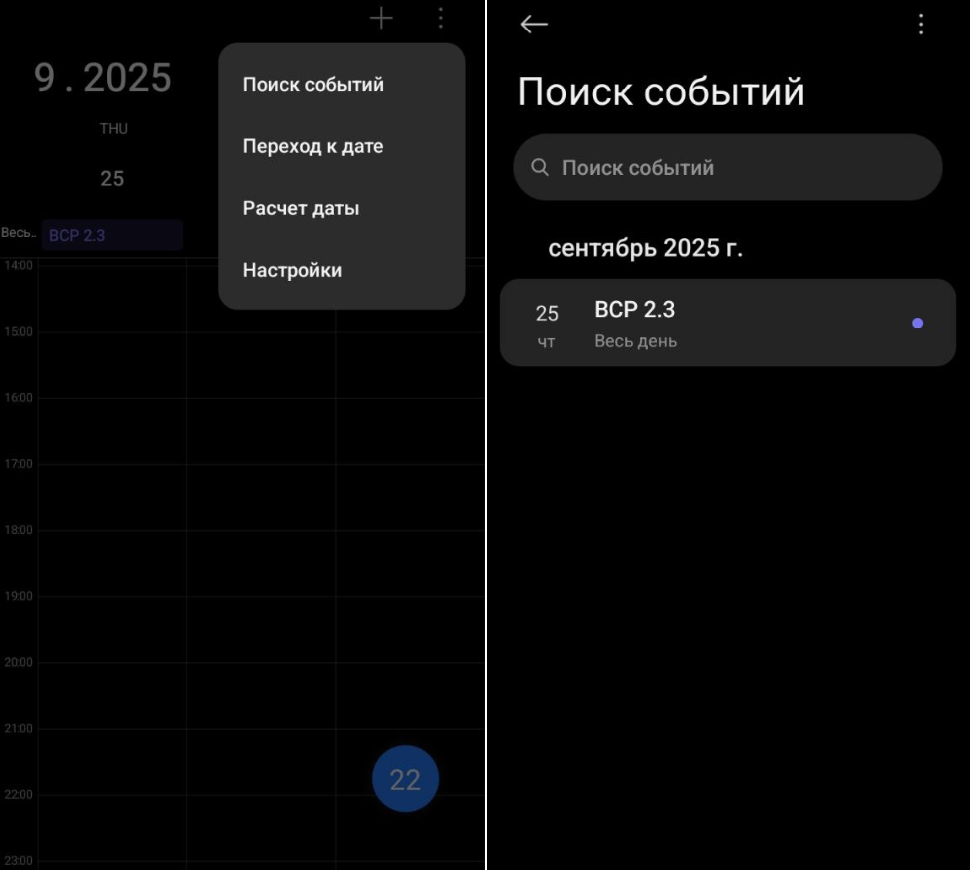 9 . 2025
THU
25
Весь..
ВСР 2.3
14:00
15:00
16:00
17:00
18:00
19:00
20:00
21:00
22:00
23:00
22
Поиск событий
Переход к дате
Расчет даты
Настройки
Поиск событий
Поиск событий
сентябрь 2025 г.
25
чт
ВСР 2.3
Весь день